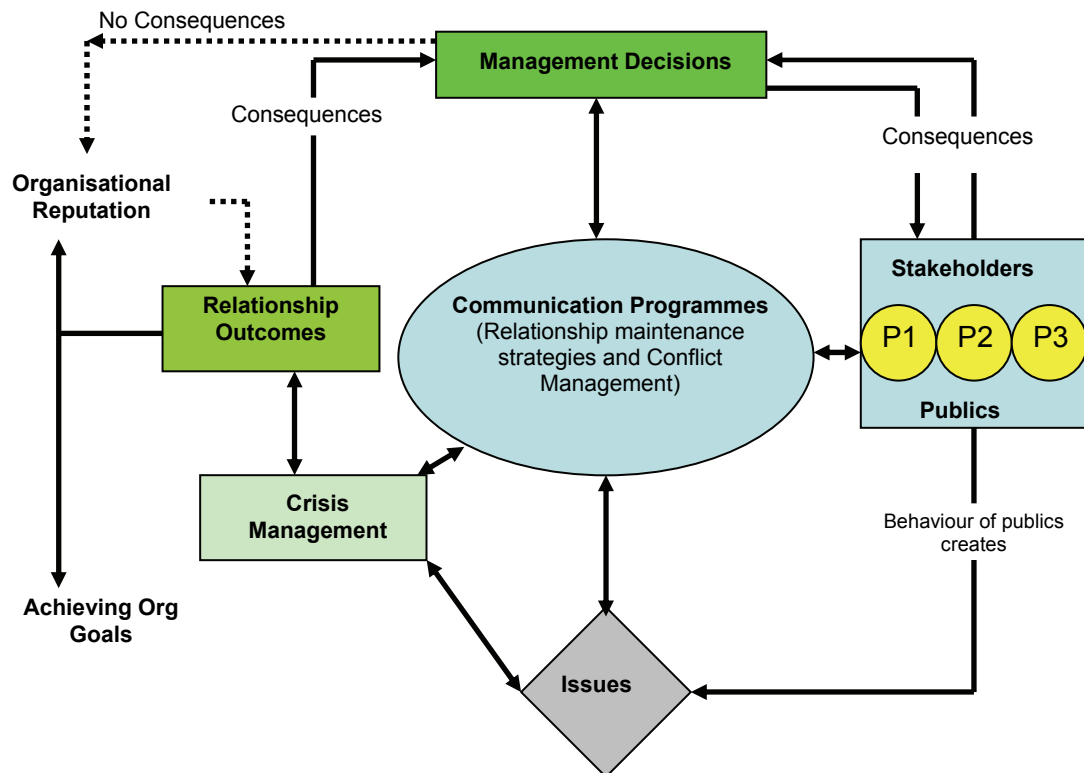 No Consequences
Management Decisions
Consequences
Consequences
Organisational
Reputation
Relationship
Outcomes
Communication Programmes
(Relationship maintenance
strategies and Conflict
Management)
Stakeholders
P1 P2 P3
Publics
Crisis
Management
Behaviour of publics
creates
Achieving Org
Goals
Issues